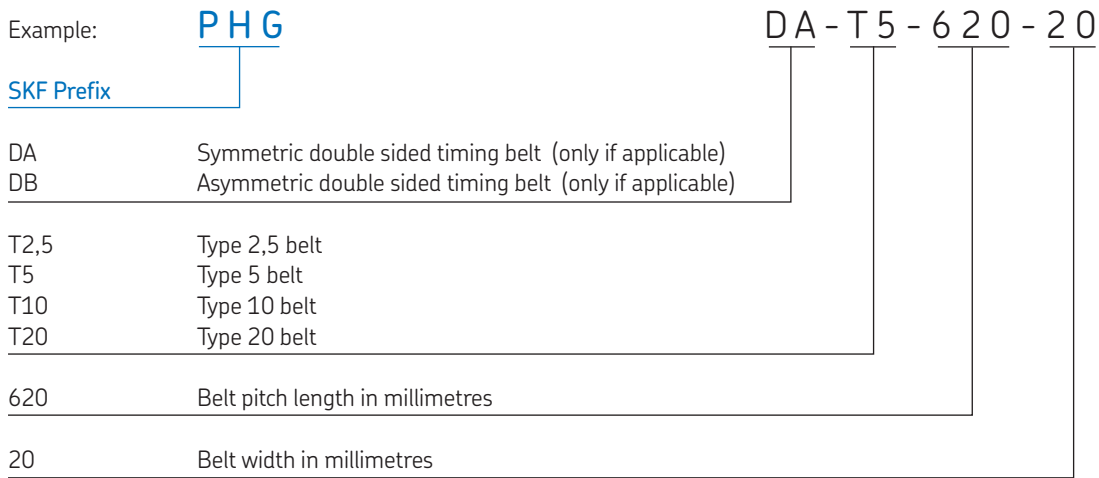 Example: PHG DA-T5-620-20
SKF Prefix
DA Symmetric double sided timing belt (only if applicable)
DB Asymmetric double sided timing belt (only if applicable)
T2,5 Type 2,5 belt
T5 Type 5 belt
T10 Type 10 belt
T20 Type 20 belt
620 Belt pitch length in millimetres
20 Belt width in millimetres